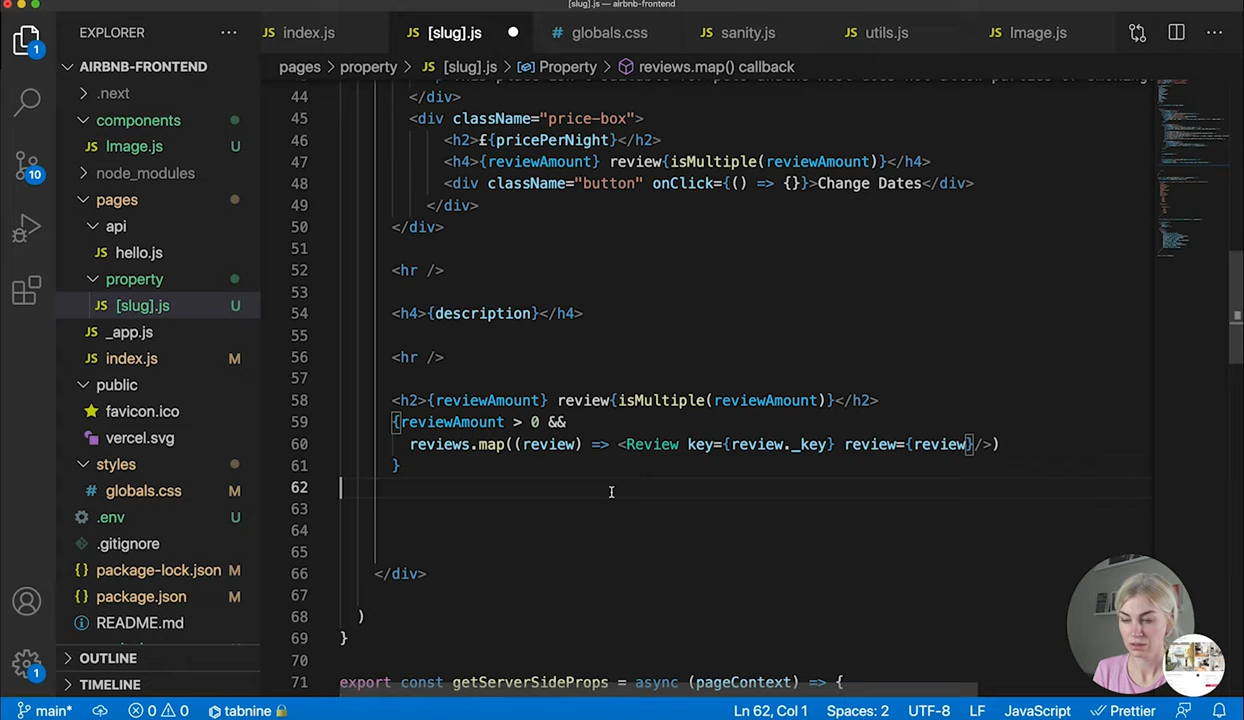 [slug].js — airbnb-frontend
EXPLORER
index.js
[slug].js
globals.css
sanity.js
utils.js
Image.js
AIRBNB-FRONTEND
pages > property > [slug].js > Property > reviews.map() callback
.next
components
Image.js U
node_modules
pages
api
hello.js
property
[slug].js U
_app.js
index.js M
public
favicon.ico
vercel.svg
styles
globals.css M
.env U
.gitignore
package-lock.json M
package.json M
README.md
OUTLINE
TIMELINE
1
10
1
44 </div>
45 <div className="price-box">
46 <h2>£{pricePerNight}</h2>
47 <h4>{reviewAmount} review{isMultiple(reviewAmount)}</h4>
48 <div className="button" onClick={() => {}}>Change Dates</div>
49 </div>
50 </div>
51
52 <hr />
53
54 <h4>{description}</h4>
55
56 <hr />
57
58 <h2>{reviewAmount} review{isMultiple(reviewAmount)}</h2>
59 {reviewAmount > 0 &&
60 reviews.map((review) => <Review key={review._key} review={review}/>)
61 }
62
63
64
65
66 </div>
67
68 )
69 }
70
71 export const getServerSideProps = async (pageContext) => {
main* 0 0 tabnine Ln 62, Col 1 Spaces: 2 UTF-8 LF JavaScript Prettier